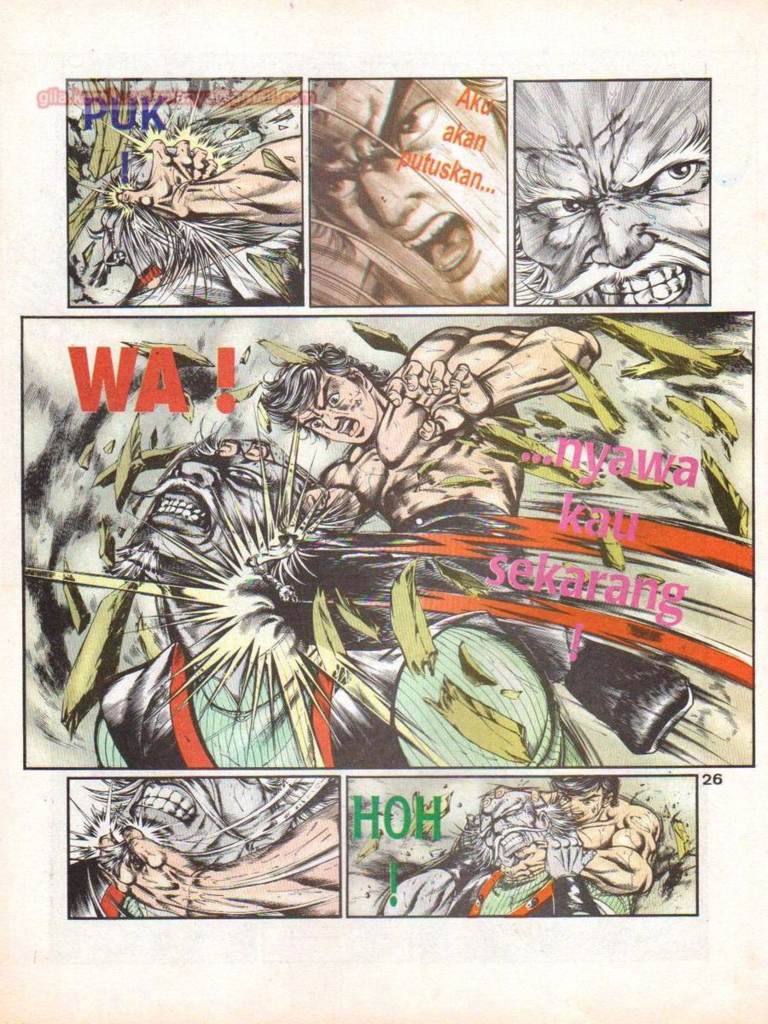 PUK
!
Aku
akan
putuskan...
WA !
...nyawa
kau
sekarang
!
26
HOH
!